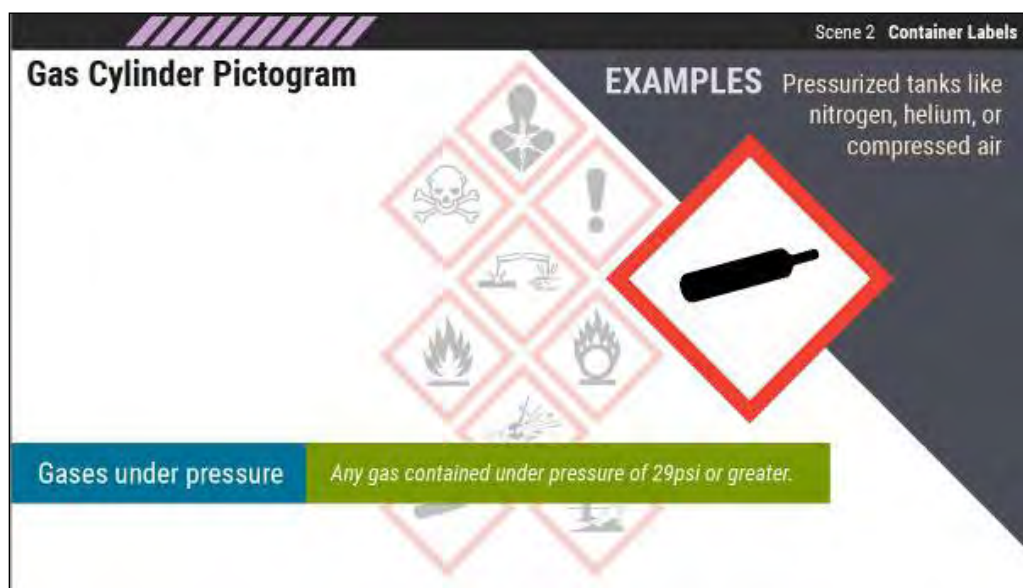 Scene 2 Container Labels
Gas Cylinder Pictogram
EXAMPLES
Pressurized tanks like
nitrogen, helium, or
compressed air
Gases under pressure
Any gas contained under pressure of 29psi or greater.